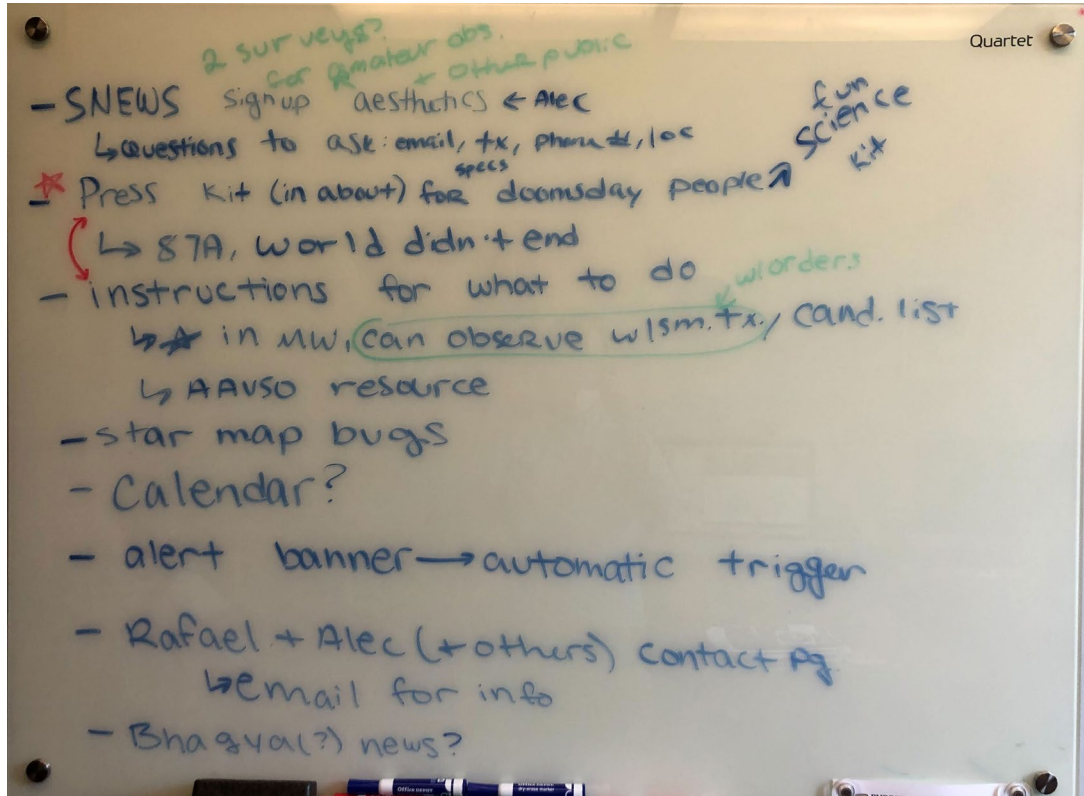 2 surveys?
for amateur obs.
+ other public
Quartet
- SNEWS signup aesthetics ← Alec
↳ questions to ask: email, tx, phone #, loc
specs
fun
science
kit
- Press Kit (in about) for doomsday people ↗
↳ 87A, world didn't end
- instructions for what to do
w/orders
↳ ★ in MW, can observe w/sm. tx., cand. list
↳ AAVSO resource
- star map bugs
- Calendar?
- alert banner → automatic trigger
- Rafael + Alec (+ others) contact pg.
↳ email for info
- Bhagya(?) news?